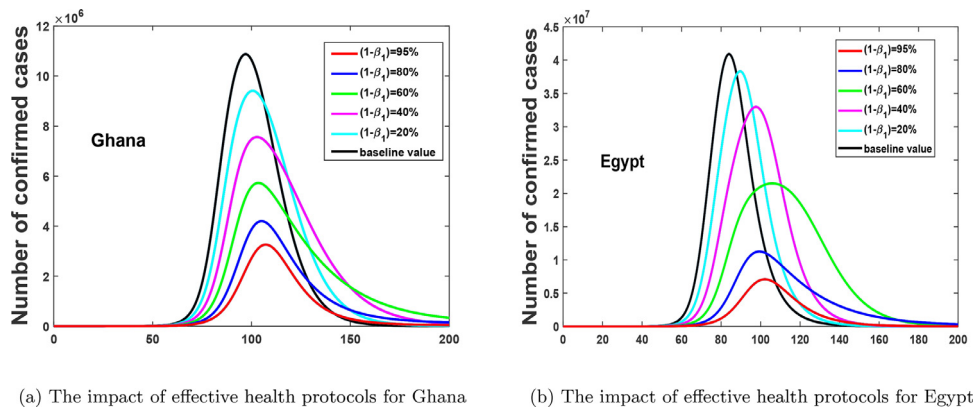 ×10⁶
Number of confirmed cases
12
10
8
6
4
2
0
Ghana
(1-β₁)=95%
(1-β₁)=80%
(1-β₁)=60%
(1-β₁)=40%
(1-β₁)=20%
baseline value
0 50 100 150 200
(a) The impact of effective health protocols for Ghana
×10⁷
Number of confirmed cases
4.5
4
3.5
3
2.5
2
1.5
1
0.5
0
Egypt
(1-β₁)=95%
(1-β₁)=80%
(1-β₁)=60%
(1-β₁)=40%
(1-β₁)=20%
baseline value
0 20 40 60 80 100 120 140 160 180 200
(b) The impact of effective health protocols for Egypt